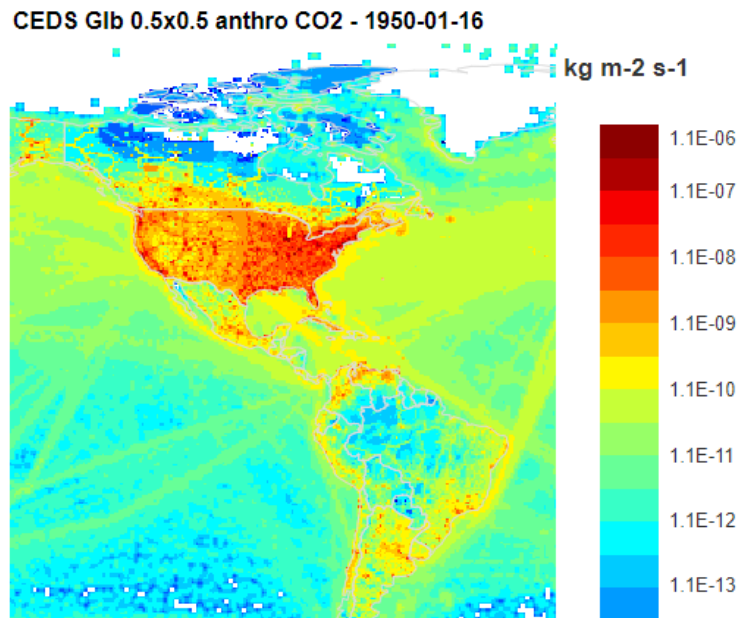 CEDS Glb 0.5x0.5 anthro CO2 - 1950-01-16
kg m-2 s-1
1.1E-06
1.1E-07
1.1E-08
1.1E-09
1.1E-10
1.1E-11
1.1E-12
1.1E-13